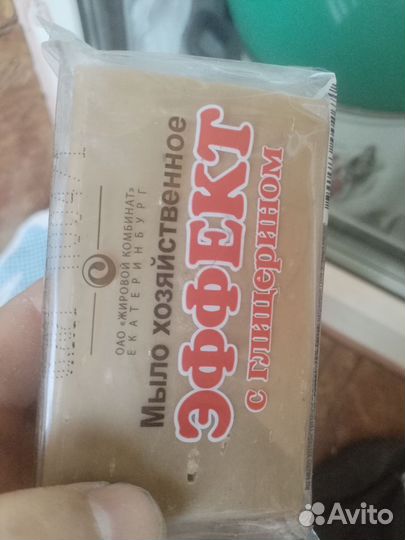 ОАО «ЖИРОВОЙ КОМБИНАТ»
ЕКАТЕРИНБУРГ
Мыло хозяйственное
ЭФФЕКТ
с глицерином
Avito